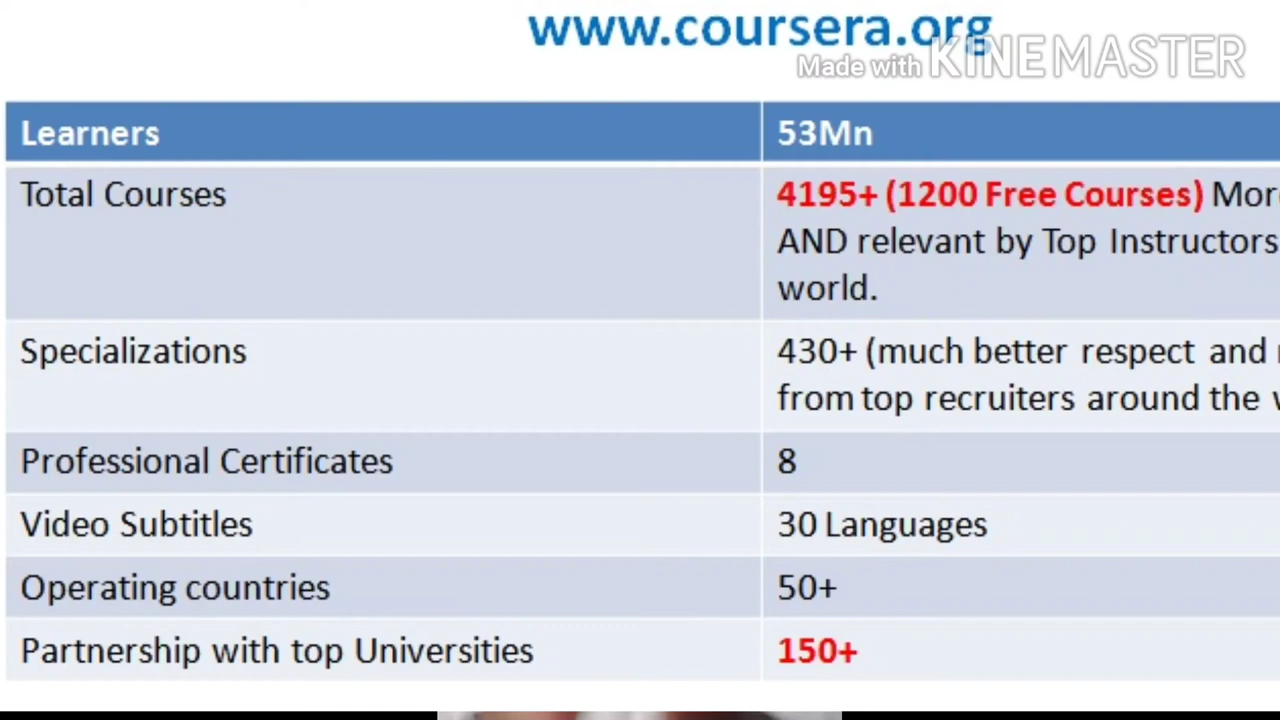 www.coursera.org
Made with KINEMASTER
Learners 53Mn
Total Courses 4195+ (1200 Free Courses)
AND relevant by Top Instructors
world.
Specializations 430+ (much better respect and
from top recruiters around the
Professional Certificates 8
Video Subtitles 30 Languages
Operating countries 50+
Partnership with top Universities 150+